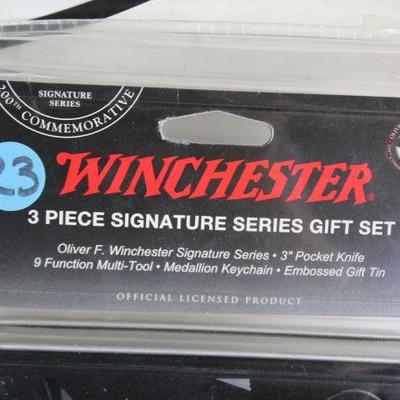 SIGNATURE
SERIES
200TH COMMEMORATIVE
23
WINCHESTER®
3 PIECE SIGNATURE SERIES GIFT SET
Oliver F. Winchester Signature Series • 3" Pocket Knife
9 Function Multi-Tool • Medallion Keychain • Embossed Gift Tin
OFFICIAL LICENSED PRODUCT